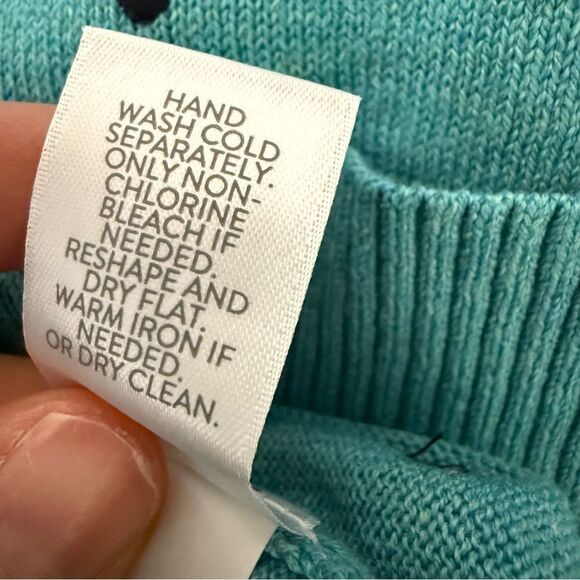 HAND
WASH COLD
SEPARATELY.
ONLY NON-
CHLORINE
BLEACH IF
NEEDED.
RESHAPE AND
DRY FLAT.
WARM IRON IF
NEEDED.
OR DRY CLEAN.